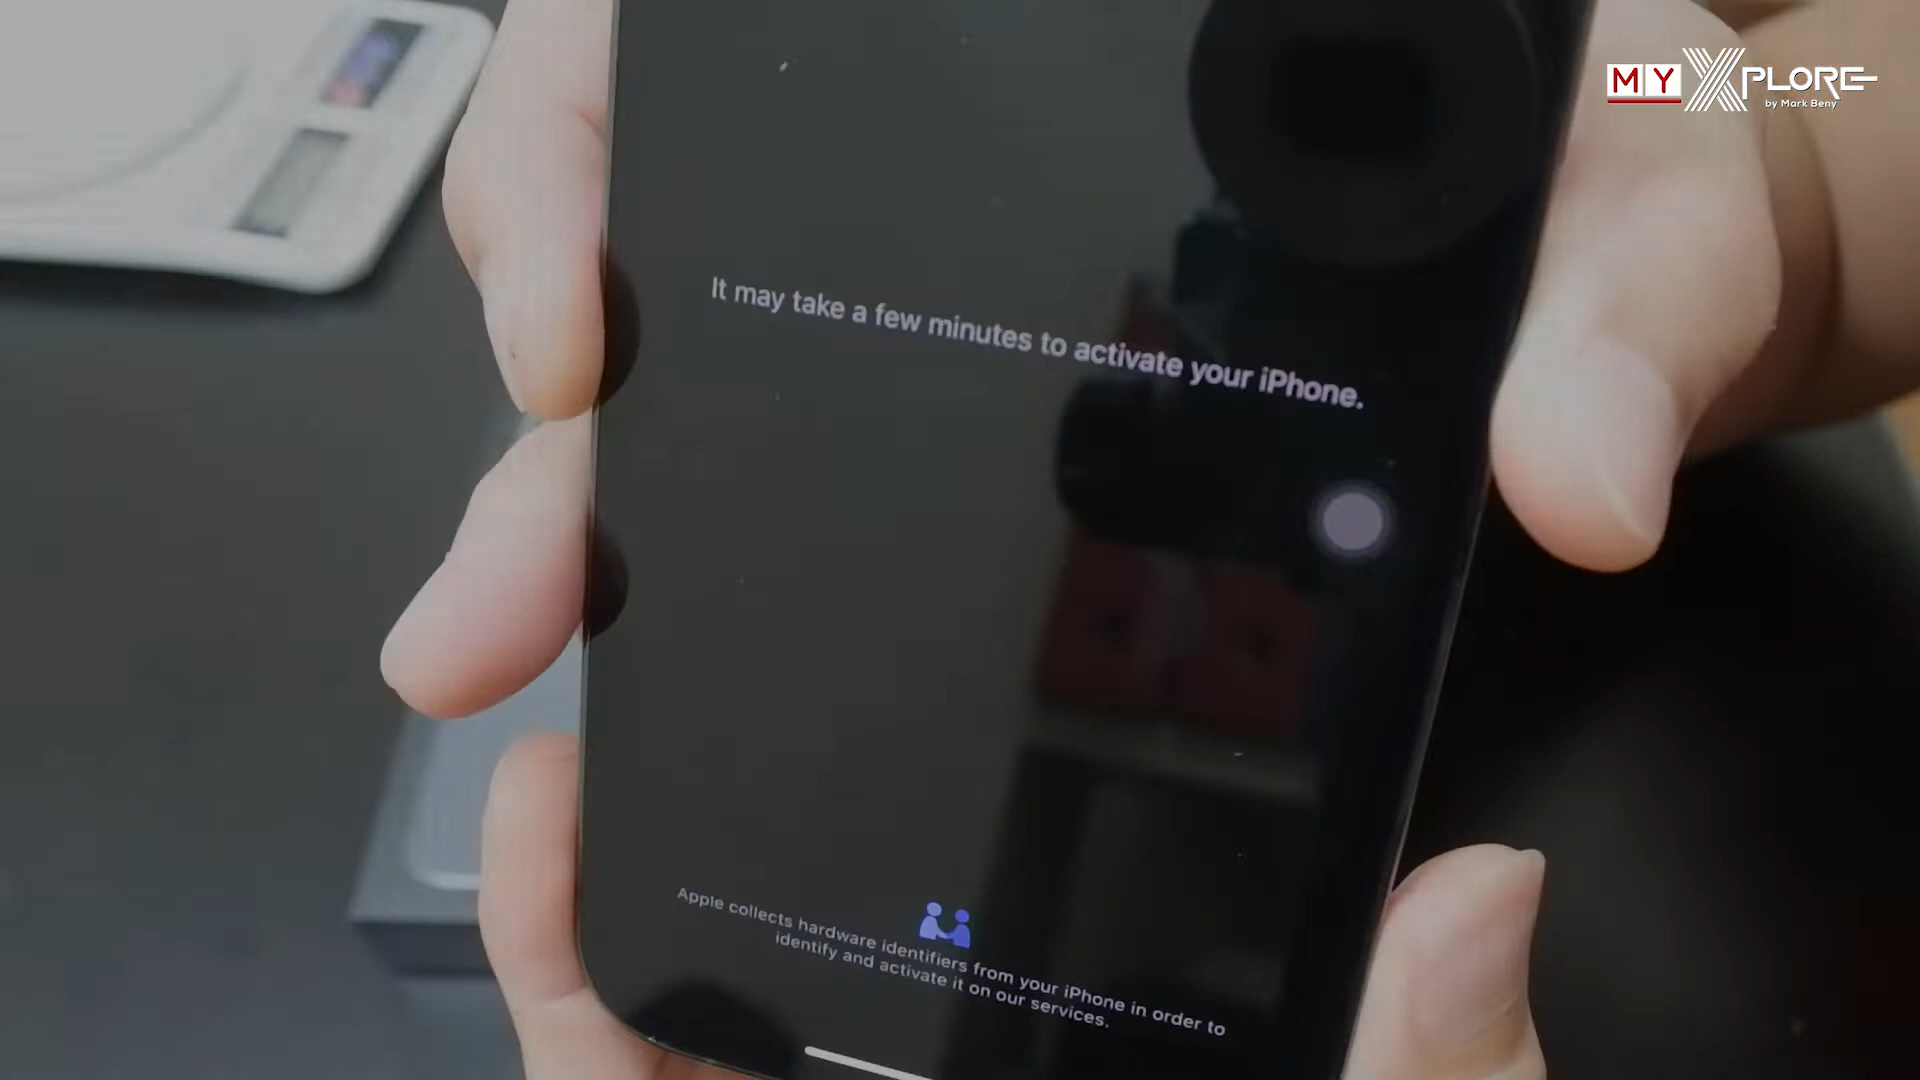 MY XPLORE
by Mark Beny
It may take a few minutes to activate your iPhone.
Apple collects hardware identifiers from your iPhone in order to
identify and activate it on our services.